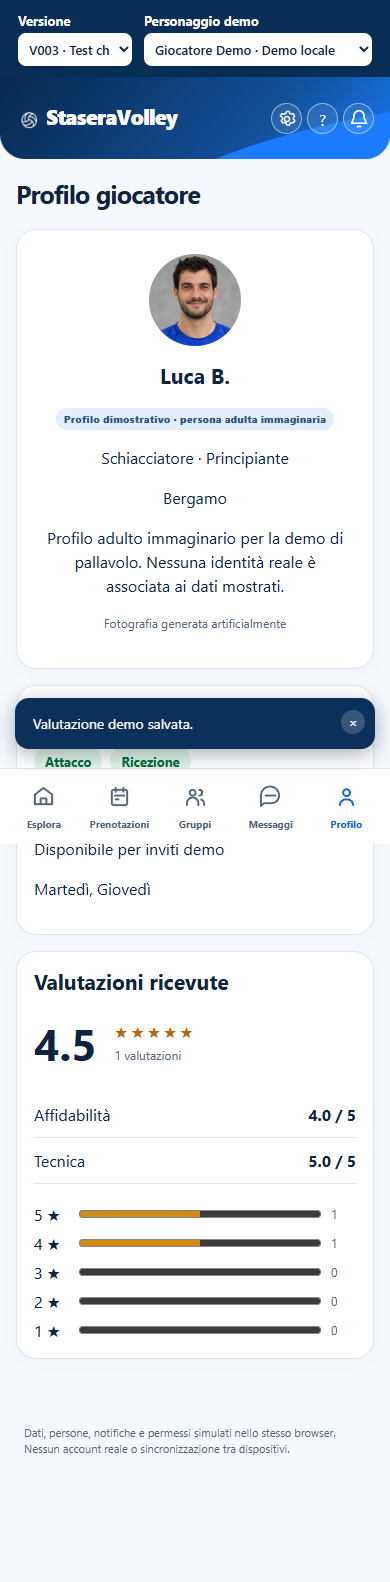 Versione
Personaggio demo
V003 · Test ch
Giocatore Demo · Demo locale
StaseraVolley
?
Profilo giocatore
Luca B.
Profilo dimostrativo · persona adulta immaginaria
Schiacciatore · Principiante
Bergamo
Profilo adulto immaginario per la demo di
pallavolo. Nessuna identità reale è
associata ai dati mostrati.
Fotografia generata artificialmente
Valutazione demo salvata.
×
Attacco
Ricezione
Esplora
Prenotazioni
Gruppi
Messaggi
Profilo
Disponibile per inviti demo
Martedì, Giovedì
Valutazioni ricevute
4.5
★★★★★
1 valutazioni
Affidabilità
4.0 / 5
Tecnica
5.0 / 5
5 ★
1
4 ★
1
3 ★
0
2 ★
0
1 ★
0
Dati, persone, notifiche e permessi simulati nello stesso browser.
Nessun account reale o sincronizzazione tra dispositivi.